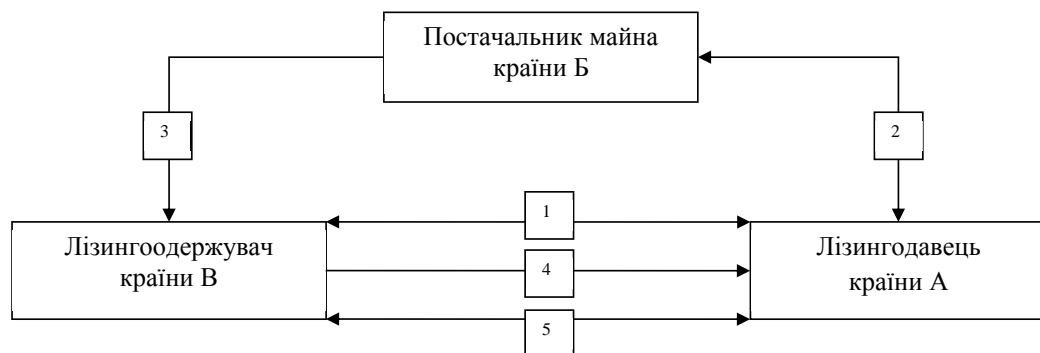 Постачальник майна
країни Б
3
2
1
Лізингоодержувач
країни В
4
Лізингодавець
країни А
5